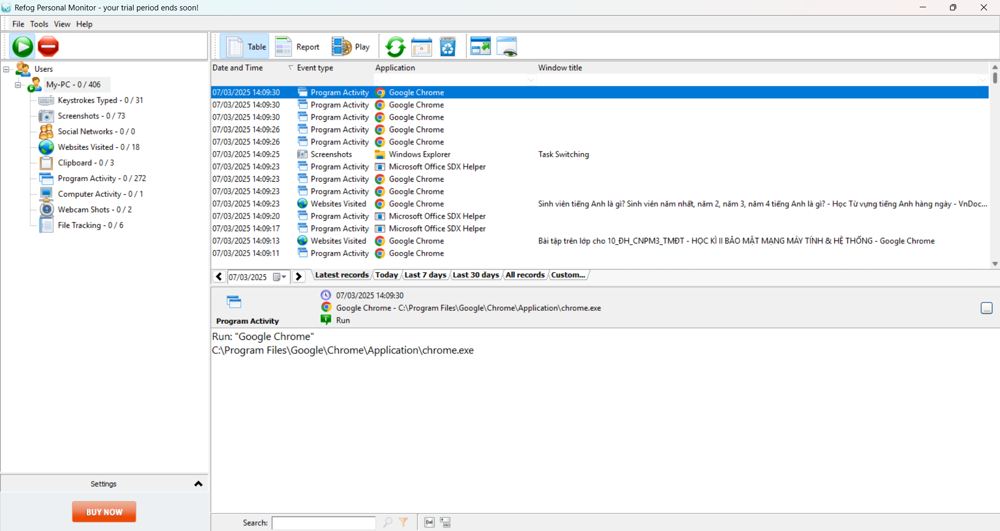 Refog Personal Monitor - your trial period ends soon!
File Tools View Help
Table Report Play
Users
My-PC - 0 / 406
Keystrokes Typed - 0 / 31
Screenshots - 0 / 73
Social Networks - 0 / 0
Websites Visited - 0 / 18
Clipboard - 0 / 3
Program Activity - 0 / 272
Computer Activity - 0 / 1
Webcam Shots - 0 / 2
File Tracking - 0 / 6
Settings
BUY NOW
Date and Time Event type Application Window title
07/03/2025 14:09:30 Program Activity Google Chrome
07/03/2025 14:09:30 Program Activity Google Chrome
07/03/2025 14:09:30 Program Activity Google Chrome
07/03/2025 14:09:26 Program Activity Google Chrome
07/03/2025 14:09:26 Program Activity Google Chrome
07/03/2025 14:09:25 Screenshots Windows Explorer Task Switching
07/03/2025 14:09:23 Program Activity Microsoft Office SDX Helper
07/03/2025 14:09:23 Program Activity Google Chrome
07/03/2025 14:09:23 Program Activity Google Chrome
07/03/2025 14:09:23 Websites Visited Google Chrome Sinh viên tiếng Anh là gì? Sinh viên năm nhất, năm 2, năm 3, năm 4 tiếng Anh là gì? - Học Từ vựng tiếng Anh hàng ngày - VnDoc...
07/03/2025 14:09:20 Program Activity Microsoft Office SDX Helper
07/03/2025 14:09:17 Program Activity Microsoft Office SDX Helper
07/03/2025 14:09:13 Websites Visited Google Chrome Bài tập trên lớp cho 10_ĐH_CNPM3_TMĐT - HỌC KÌ II BẢO MẬT MẠNG MÁY TÍNH & HỆ THỐNG - Google Chrome
07/03/2025 14:09:11 Program Activity Google Chrome
07/03/2025 Latest records Today Last 7 days Last 30 days All records Custom...
Program Activity
07/03/2025 14:09:30
Google Chrome - C:\Program Files\Google\Chrome\Application\chrome.exe
Run
...
Run: "Google Chrome"
C:\Program Files\Google\Chrome\Application\chrome.exe
Search: Del